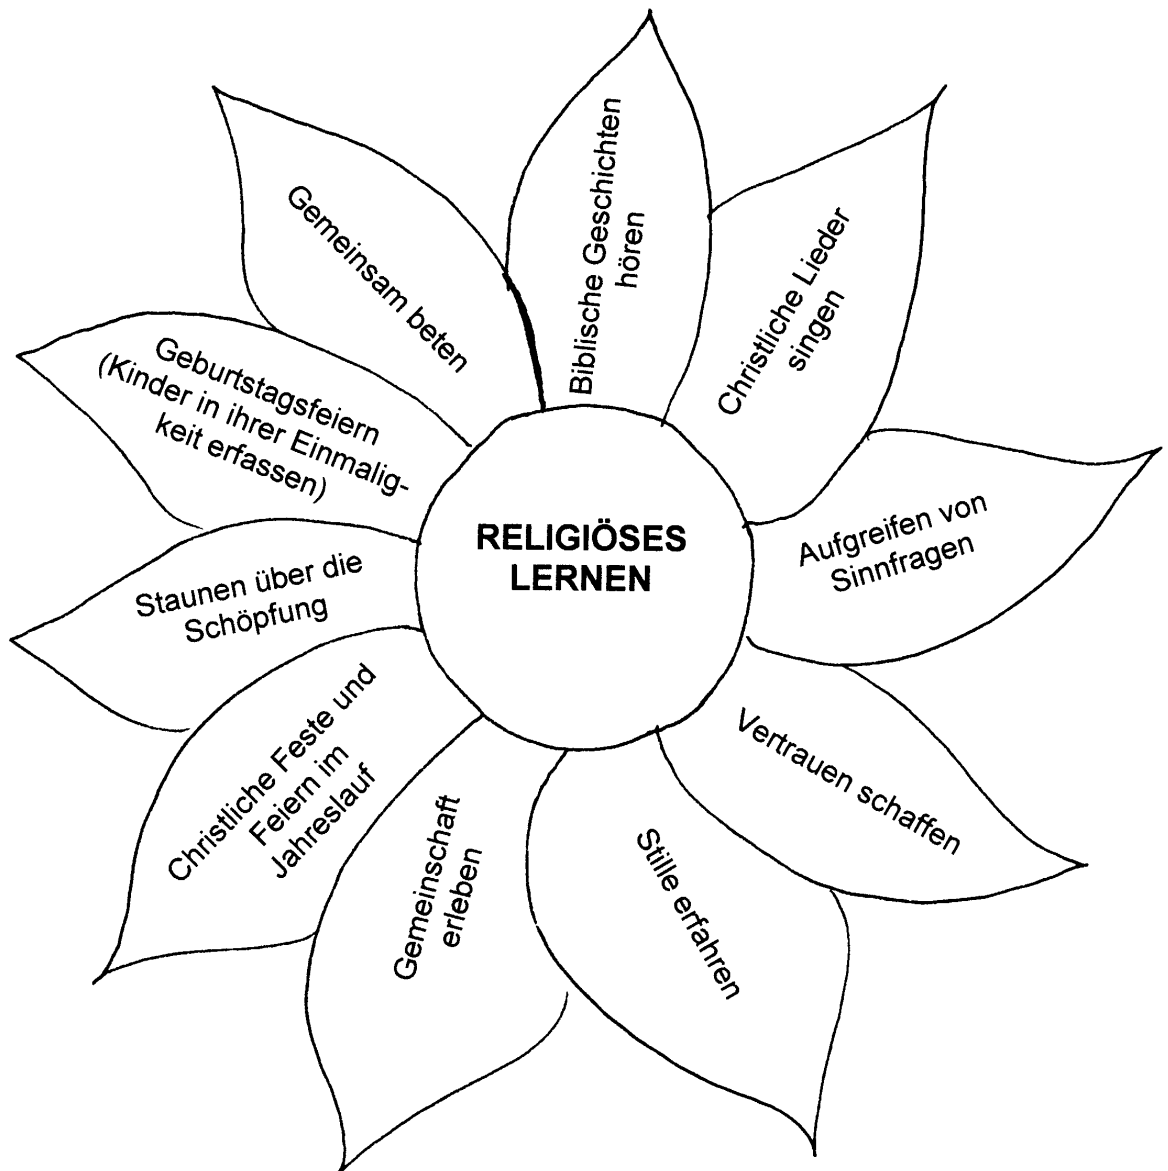 RELIGIÖSES
LERNEN
Biblische Geschichten
hören
Christliche Lieder
singen
Aufgreifen von
Sinnfragen
Vertrauen schaffen
Stille erfahren
Gemeinschaft
erleben
Christliche Feste und
Feiern im
Jahreslauf
Staunen über die
Schöpfung
Geburtstagsfeiern
(Kinder in ihrer Einmalig-
keit erfassen)
Gemeinsam beten